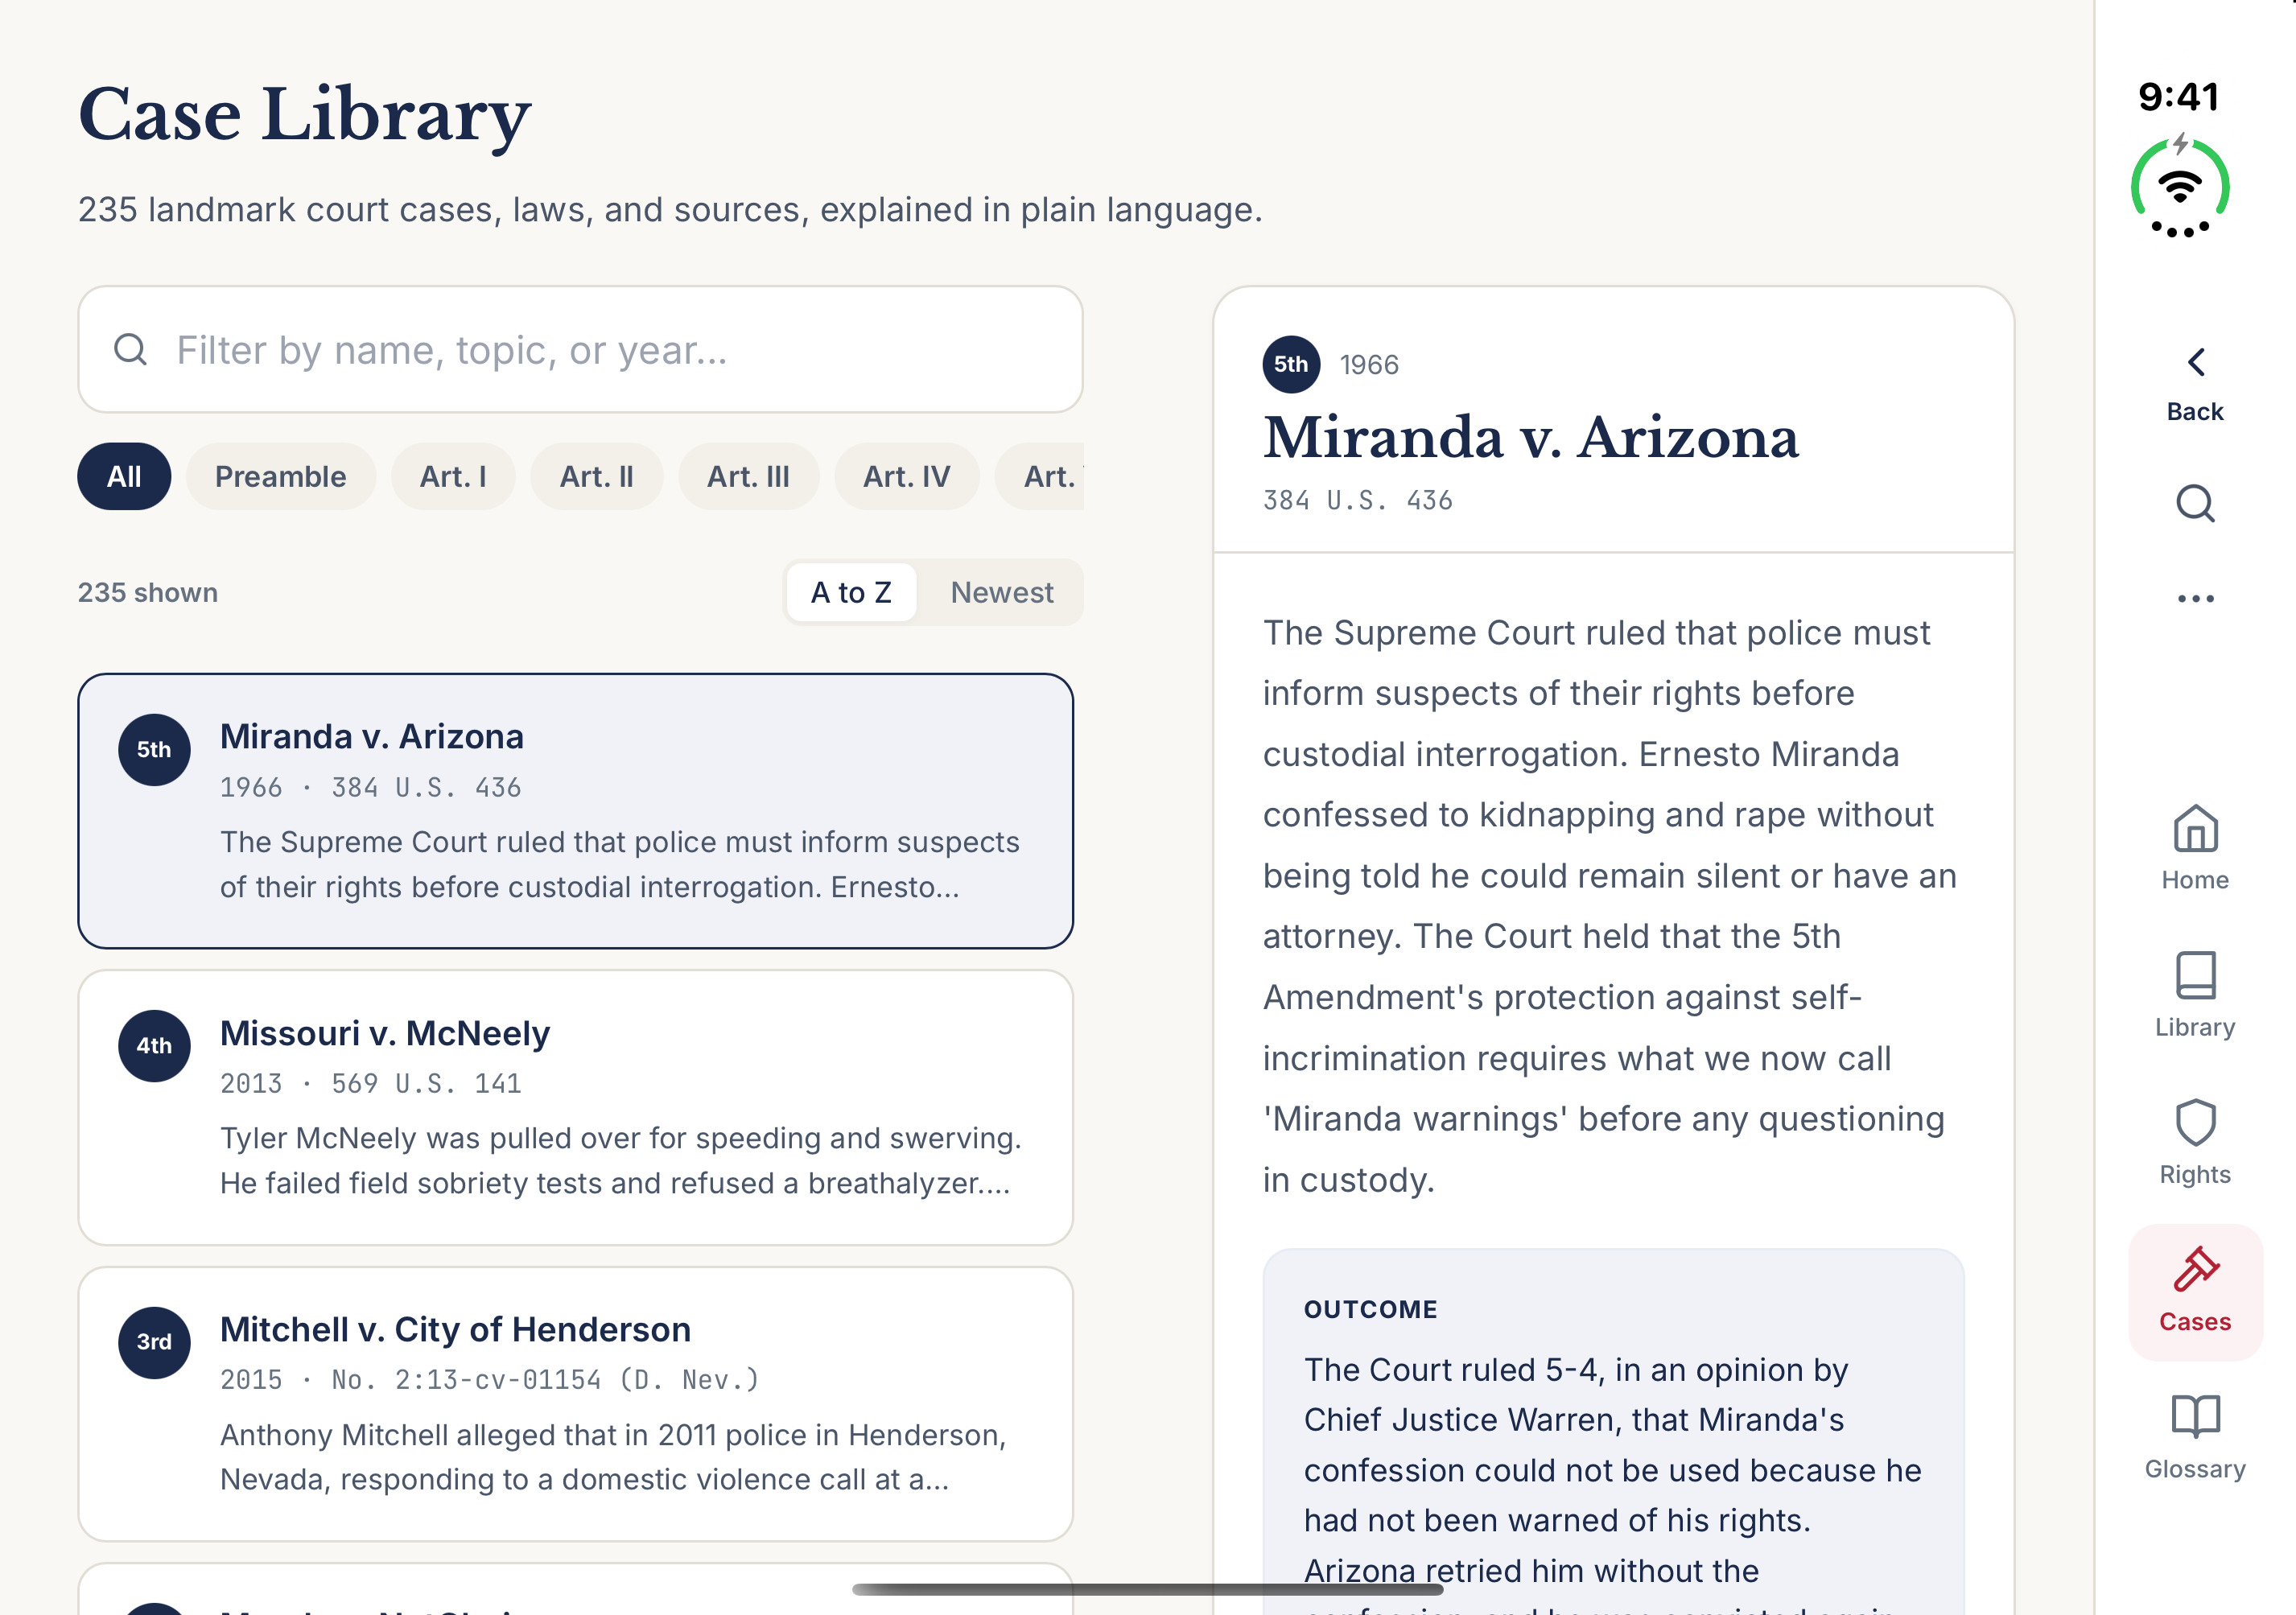 Case Library
235 landmark court cases, laws, and sources, explained in plain language.
Filter by name, topic, or year...
All
Preamble
Art. I
Art. II
Art. III
Art. IV
Art.
235 shown
A to Z
Newest
5th
Miranda v. Arizona
1966 · 384 U.S. 436
The Supreme Court ruled that police must inform suspects
of their rights before custodial interrogation. Ernesto...
4th
Missouri v. McNeely
2013 · 569 U.S. 141
Tyler McNeely was pulled over for speeding and swerving.
He failed field sobriety tests and refused a breathalyzer....
3rd
Mitchell v. City of Henderson
2015 · No. 2:13-cv-01154 (D. Nev.)
Anthony Mitchell alleged that in 2011 police in Henderson,
Nevada, responding to a domestic violence call at a...
5th
1966
Miranda v. Arizona
384 U.S. 436
The Supreme Court ruled that police must
inform suspects of their rights before
custodial interrogation. Ernesto Miranda
confessed to kidnapping and rape without
being told he could remain silent or have an
attorney. The Court held that the 5th
Amendment's protection against self-
incrimination requires what we now call
'Miranda warnings' before any questioning
in custody.
OUTCOME
The Court ruled 5-4, in an opinion by
Chief Justice Warren, that Miranda's
confession could not be used because he
had not been warned of his rights.
Arizona retried him without the
9:41
Back
Home
Library
Rights
Cases
Glossary